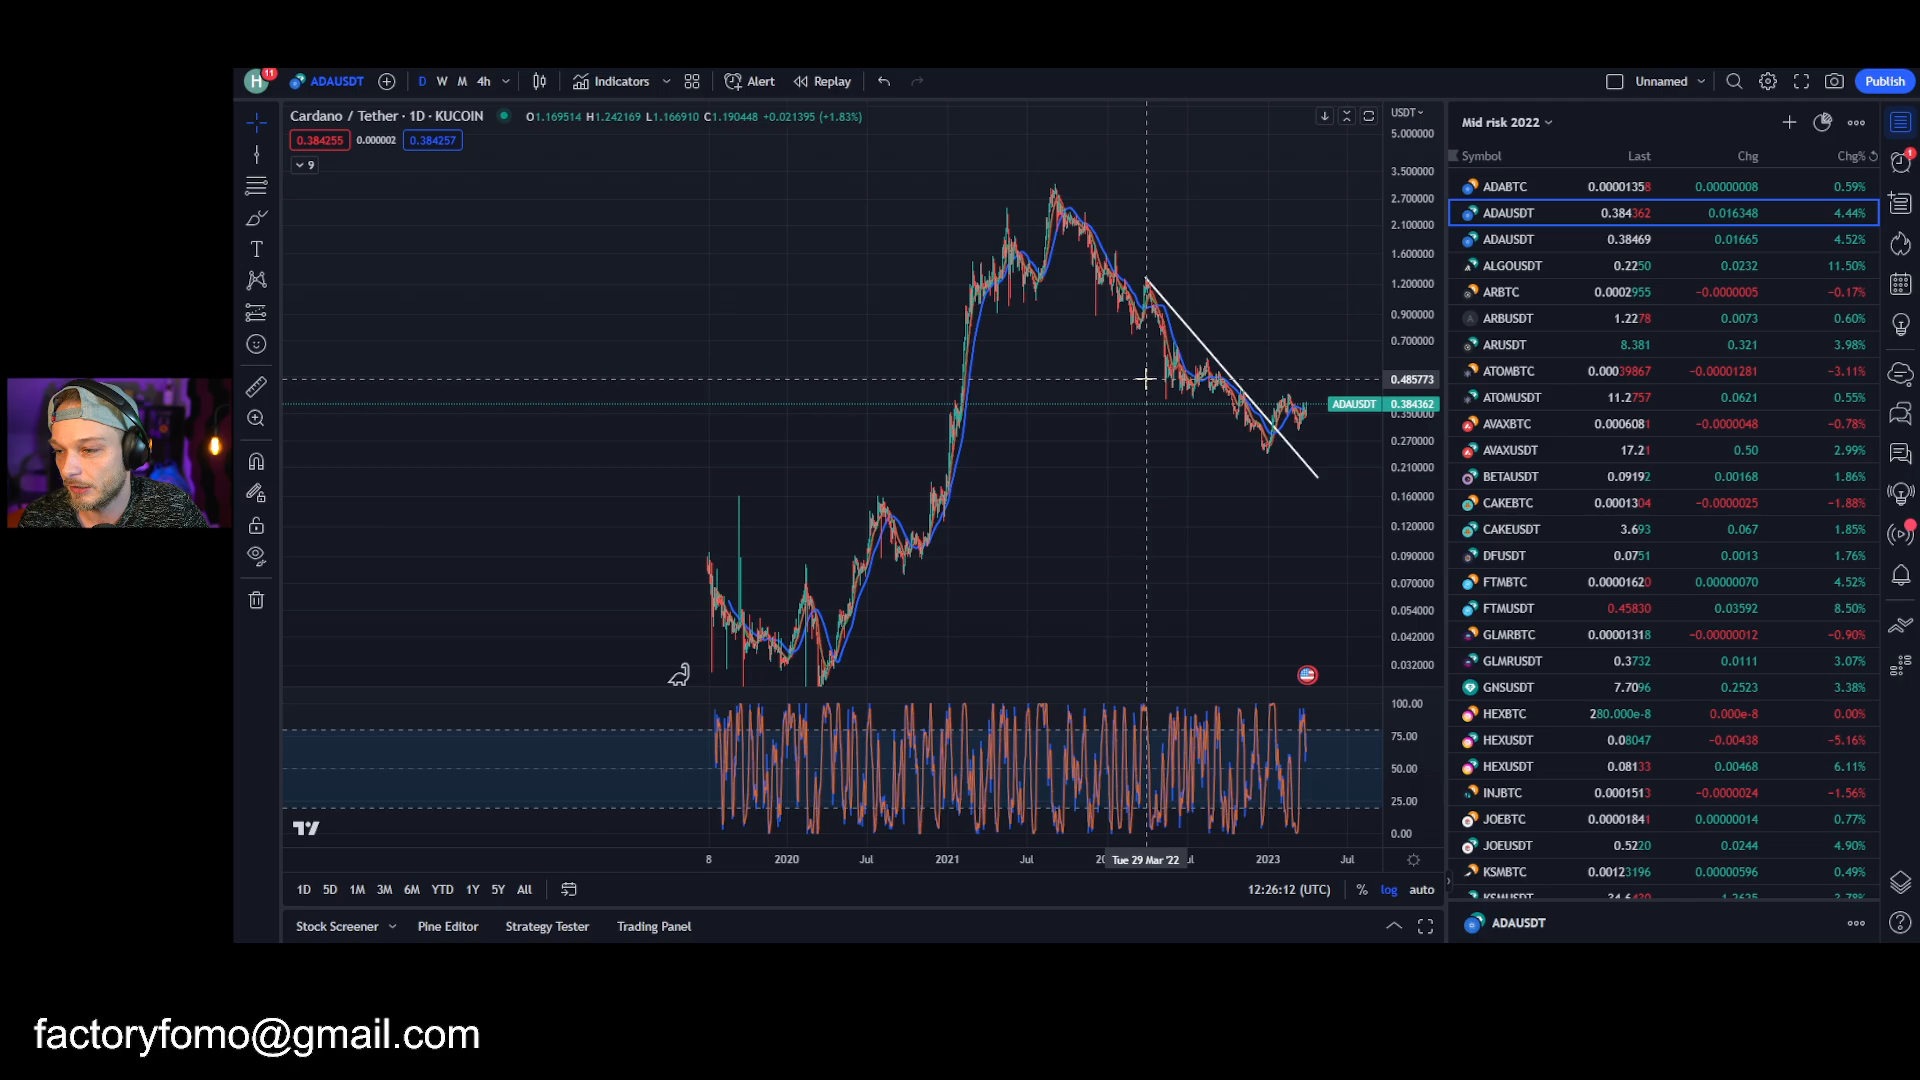 H 11 ADAUSDT D W M 4h Indicators Alert Replay Unnamed Publish
Cardano / Tether · 1D · KUCOIN O1.169514 H1.242169 L1.166910 C1.190448 +0.021395 (+1.83%) USDT
0.384255 0.000002 0.384257
9
5.000000
3.500000
2.700000
2.100000
1.600000
1.200000
0.900000
0.700000
0.485773
ADAUSDT 0.384362
0.350000
0.270000
0.210000
0.160000
0.120000
0.090000
0.070000
0.054000
0.042000
0.032000
100.00
75.00
50.00
25.00
0.00
8 2020 Jul 2021 Jul Tue 29 Mar '22 2023 Jul
1D 5D 1M 3M 6M YTD 1Y 5Y All 12:26:12 (UTC) % log auto
Stock Screener Pine Editor Strategy Tester Trading Panel
Mid risk 2022
Symbol Last Chg Chg%
ADABTC 0.00001358 0.00000008 0.59%
ADAUSDT 0.384362 0.016348 4.44%
ADAUSDT 0.38469 0.01665 4.52%
ALGOUSDT 0.2250 0.0232 11.50%
ARBTC 0.0002955 −0.0000005 −0.17%
ARBUSDT 1.2278 0.0073 0.60%
ARUSDT 8.381 0.321 3.98%
ATOMBTC 0.00039867 −0.00001281 −3.11%
ATOMUSDT 11.2757 0.0621 0.55%
AVAXBTC 0.0006081 −0.0000048 −0.78%
AVAXUSDT 17.21 0.50 2.99%
BETAUSDT 0.09192 0.00168 1.86%
CAKEBTC 0.0001304 −0.0000025 −1.88%
CAKEUSDT 3.693 0.067 1.85%
DFUSDT 0.0751 0.0013 1.76%
FTMBTC 0.00001620 0.00000070 4.52%
FTMUSDT 0.45830 0.03592 8.50%
GLMRBTC 0.00001318 −0.00000012 −0.90%
GLMRUSDT 0.3732 0.0111 3.07%
GNSUSDT 7.7096 0.2523 3.38%
HEXBTC 280.000e-8 0.000e-8 0.00%
HEXUSDT 0.08047 −0.00438 −5.16%
HEXUSDT 0.08133 0.00468 6.11%
INJBTC 0.0001513 −0.0000024 −1.56%
JOEBTC 0.00001841 0.00000014 0.77%
JOEUSDT 0.5220 0.0244 4.90%
KSMBTC 0.00123196 0.00000596 0.49%
ADAUSDT
factoryfomo@gmail.com